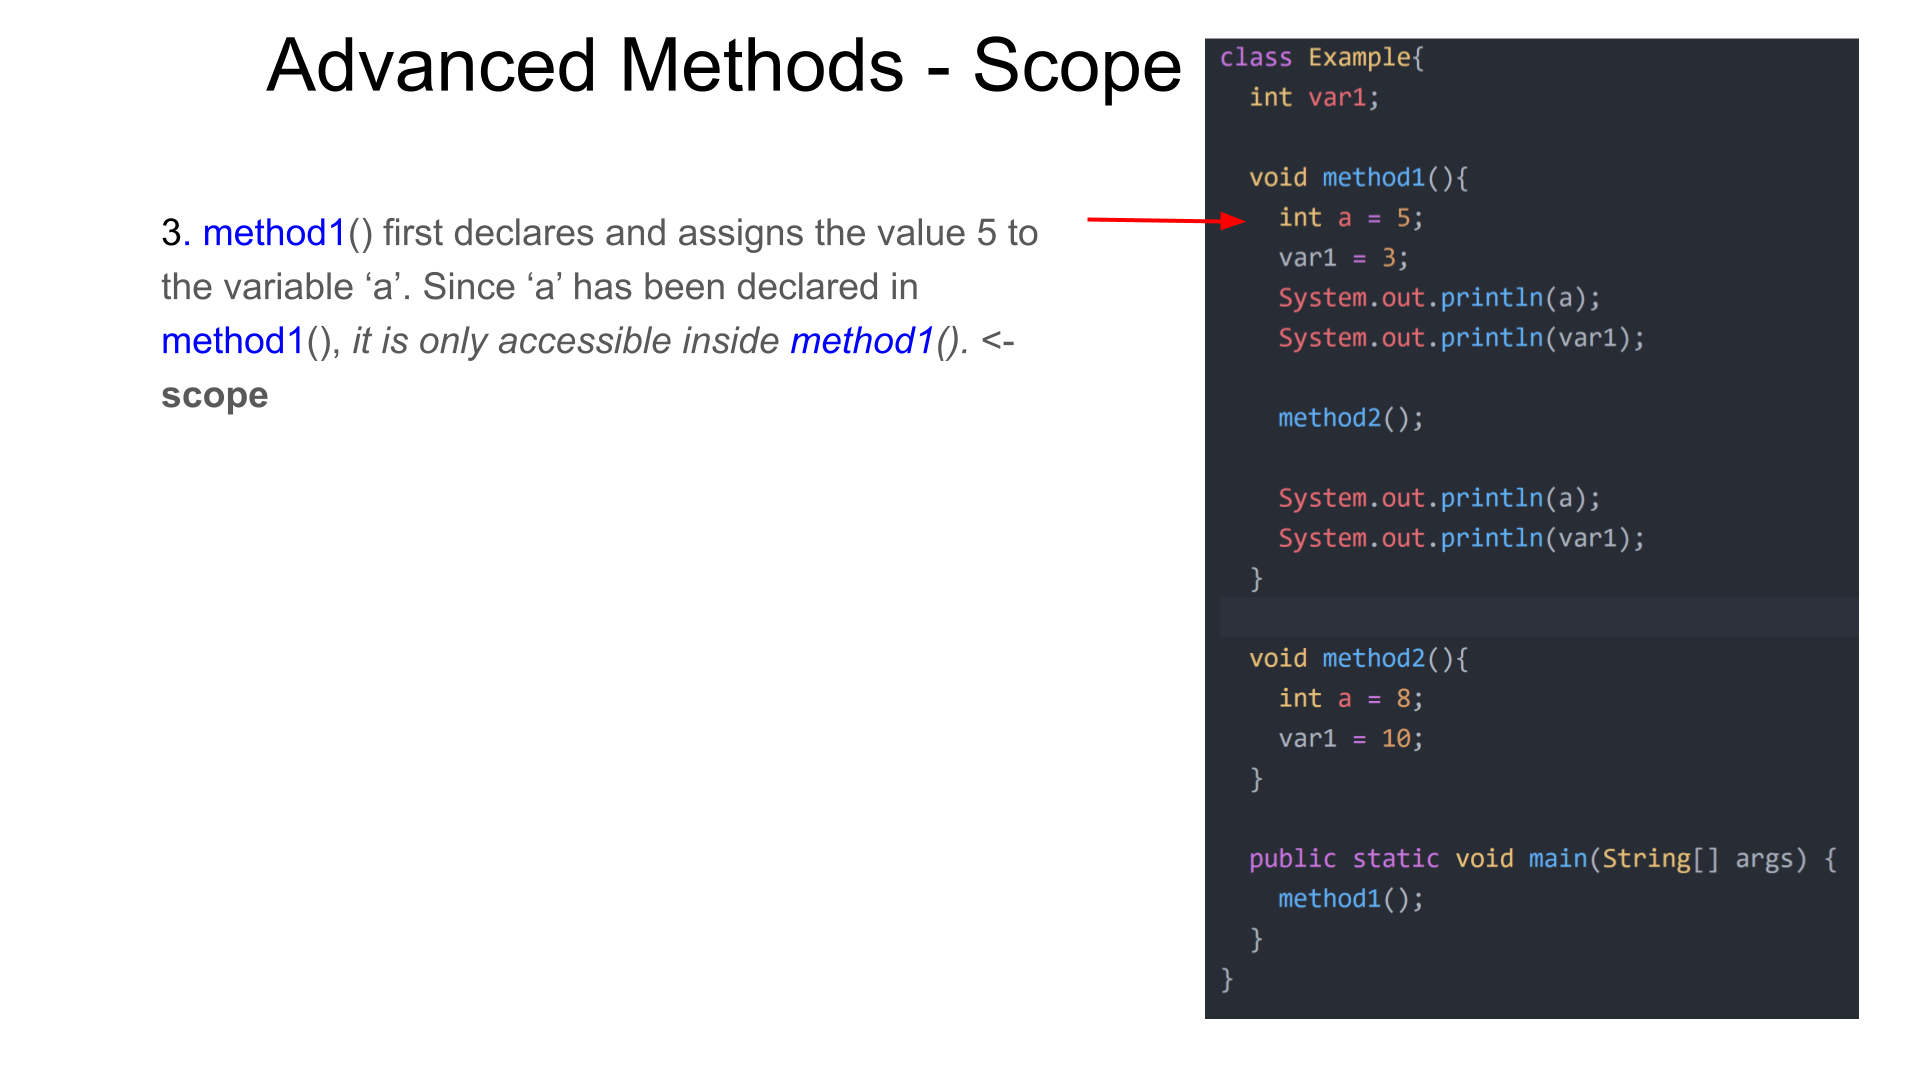 Advanced Methods - Scope
3. method1() first declares and assigns the value 5 to
the variable ‘a’. Since ‘a’ has been declared in
method1(), it is only accessible inside method1(). <-
scope
class Example{
int var1;
void method1(){
int a = 5;
var1 = 3;
System.out.println(a);
System.out.println(var1);
method2();
System.out.println(a);
System.out.println(var1);
}
void method2(){
int a = 8;
var1 = 10;
}
public static void main(String[] args) {
method1();
}
}